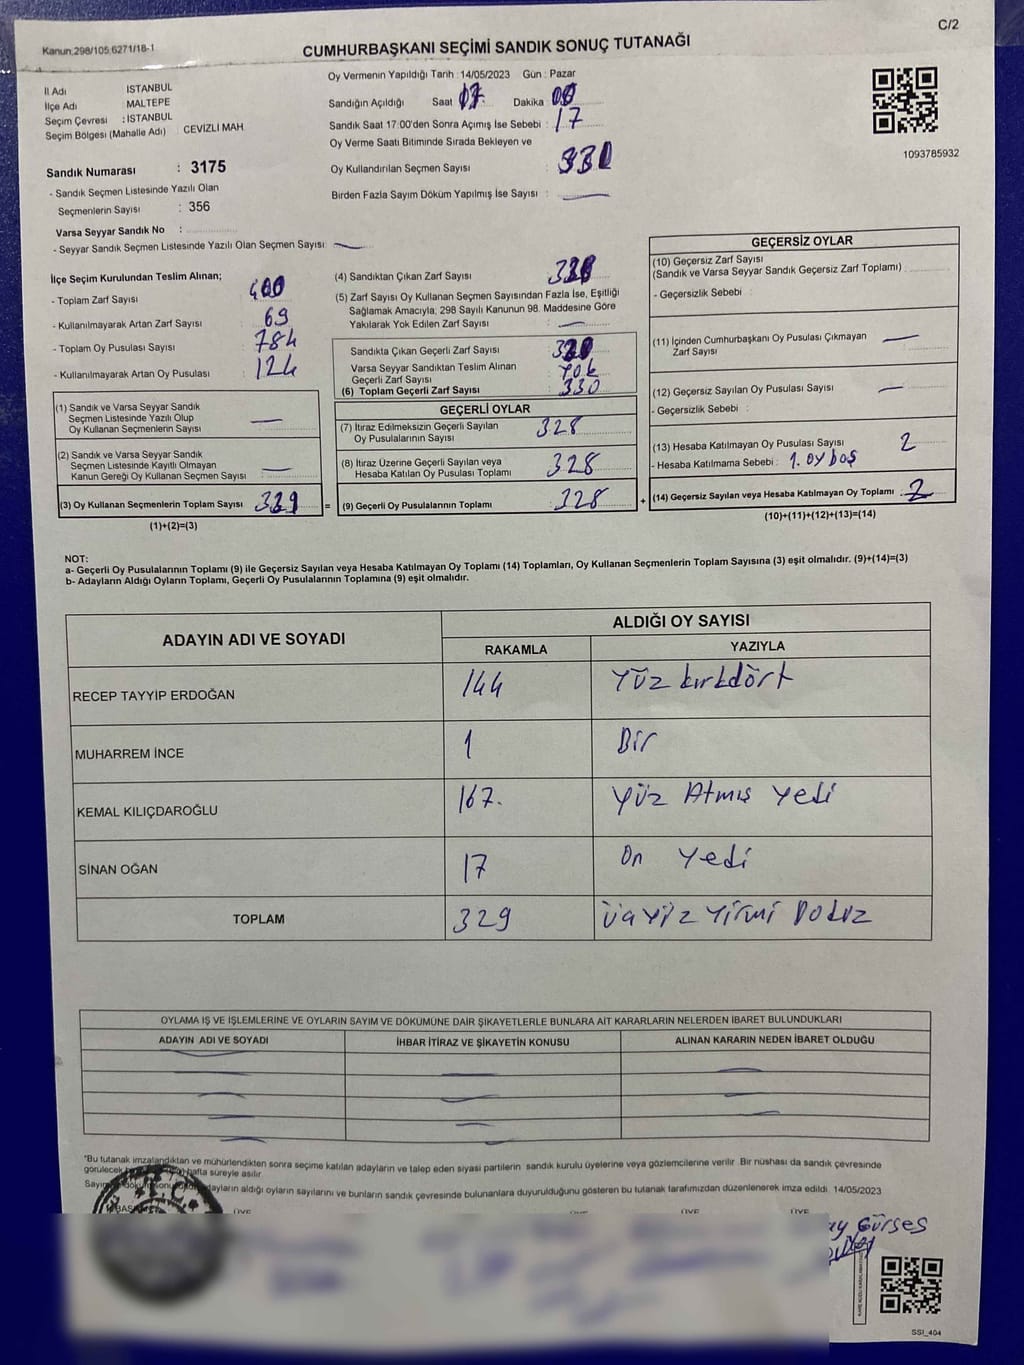 C/2
Kanun:298/105;6271/18-1
CUMHURBAŞKANI SEÇİMİ SANDIK SONUÇ TUTANAĞI
İl Adı İSTANBUL
İlçe Adı MALTEPE
Seçim Çevresi : İSTANBUL
Seçim Bölgesi (Mahalle Adı) : CEVİZLİ MAH
Sandık Numarası : 3175
- Sandık Seçmen Listesinde Yazılı Olan
Seçmenlerin Sayısı : 356
Varsa Seyyar Sandık No :
- Seyyar Sandık Seçmen Listesinde Yazılı Olan Seçmen Sayısı
Oy Vermenin Yapıldığı Tarih : 14/05/2023 Gün : Pazar
Sandığın Açıldığı Saat 17 Dakika 00
Sandık Saat 17:00'den Sonra Açımış İse Sebebi : 17
Oy Verme Saati Bitiminde Sırada Bekleyen ve
Oy Kullandırılan Seçmen Sayısı
Birden Fazla Sayım Döküm Yapılmış İse Sayısı :
1093785932
İlçe Seçim Kurulundan Teslim Alınan;
- Toplam Zarf Sayısı 400
- Kullanılmayarak Artan Zarf Sayısı 69
- Toplam Oy Pusulası Sayısı 784
- Kullanılmayarak Artan Oy Pusulası 124
(1) Sandık ve Varsa Seyyar Sandık
Seçmen Listesinde Yazılı Olup
Oy Kullanan Seçmenlerin Sayısı
(2) Sandık ve Varsa Seyyar Sandık
Seçmen Listesinde Kayıtlı Olmayan
Kanun Gereği Oy Kullanan Seçmen Sayısı
(3) Oy Kullanan Seçmenlerin Toplam Sayısı =
(1)+(2)=(3)
(4) Sandıktan Çıkan Zarf Sayısı
(5) Zarf Sayısı Oy Kullanan Seçmen Sayısından Fazla İse, Eşitliği
Sağlamak Amacıyla; 298 Sayılı Kanunun 98. Maddesine Göre
Yakılarak Yok Edilen Zarf Sayısı
Sandıkta Çıkan Geçerli Zarf Sayısı
Varsa Seyyar Sandıktan Teslim Alınan
Geçerli Zarf Sayısı yok
(6) Toplam Geçerli Zarf Sayısı 330
GEÇERLİ OYLAR
(7) İtiraz Edilmeksizin Geçerli Sayılan
Oy Pusulalarının Sayısı 328
(8) İtiraz Üzerine Geçerli Sayılan veya
Hesaba Katılan Oy Pusulası Toplamı 328
(9) Geçerli Oy Pusulalarının Toplamı 328 +
GEÇERSİZ OYLAR
(10) Geçersiz Zarf Sayısı
(Sandık ve Varsa Seyyar Sandık Geçersiz Zarf Toplamı)
- Geçersizlik Sebebi :
(11) İçinden Cumhurbaşkanı Oy Pusulası Çıkmayan
Zarf Sayısı
(12) Geçersiz Sayılan Oy Pusulası Sayısı
- Geçersizlik Sebebi :
(13) Hesaba Katılmayan Oy Pusulası Sayısı 2
- Hesaba Katılmama Sebebi : 1. oy boş
(14) Geçersiz Sayılan veya Hesaba Katılmayan Oy Toplamı 2
(10)+(11)+(12)+(13)=(14)
NOT:
a- Geçerli Oy Pusulalarının Toplamı (9) ile Geçersiz Sayılan veya Hesaba Katılmayan Oy Toplamı (14) Toplamları, Oy Kullanan Seçmenlerin Toplam Sayısına (3) eşit olmalıdır. (9)+(14)=(3)
b- Adayların Aldığı Oyların Toplamı, Geçerli Oy Pusulalarının Toplamına (9) eşit olmalıdır.
ADAYIN ADI VE SOYADI ALDIĞI OY SAYISI
RAKAMLA YAZIYLA
RECEP TAYYİP ERDOĞAN 144 Yüz kırkdört
MUHARREM İNCE 1 Bir
KEMAL KILIÇDAROĞLU 167. Yüz Atmış Yedi
SİNAN OĞAN 17 On Yedi
TOPLAM 329 üçyüz yirmi Dokuz
OYLAMA İŞ VE İŞLEMLERİNE VE OYLARIN SAYIM VE DÖKÜMÜNE DAİR ŞİKAYETLERLE BUNLARA AİT KARARLARIN NELERDEN İBARET BULUNDUKLARI
ADAYIN ADI VE SOYADI İHBAR İTİRAZ VE ŞİKAYETİN KONUSU ALINAN KARARIN NEDEN İBARET OLDUĞU
"Bu tutanak imzalandıktan ve mühürlendikten sonra seçime katılan adayların ve talep eden siyasi partilerin sandık kurulu üyelerine veya gözlemcilerine verilir. Bir nüshası da sandık çevresinde
görülecek hafta süreyle asılır.
Sayım adayların aldığı oyların sayılarını ve bunların sandık çevresinde bulunanlara duyurulduğunu gösteren bu tutanak tarafımızdan düzenlenerek imza edildi. 14/05/2023
ÜYE ÜYE ÜYE ÜYE
Gürses
SSİ_404